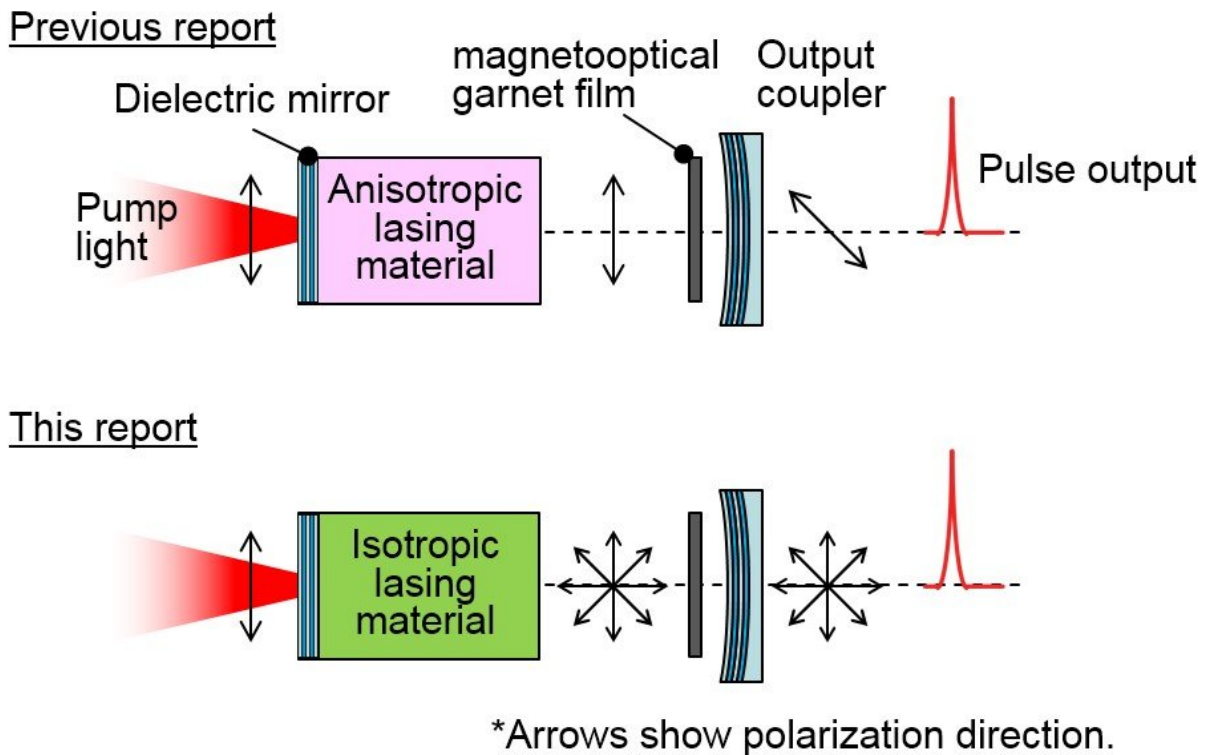 Previous report
Dielectric mirror
magnetooptical
garnet film
Output
coupler
Pump
light
Anisotropic
lasing
material
Pulse output
This report
Isotropic
lasing
material
*Arrows show polarization direction.